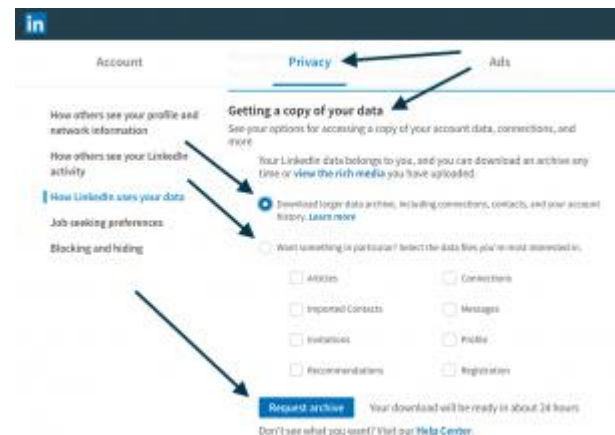 in
Account
Privacy
Ads
How others see your profile and
network information
How others see your LinkedIn
activity
How LinkedIn uses your data
Job seeking preferences
Blocking and hiding
Getting a copy of your data
See your options for accessing a copy of your account data, connections, and
more
Your LinkedIn data belongs to you, and you can download an archive any
time or view the rich media you have uploaded.
Download larger data archive, including connections, contacts, and your account
history. Learn more
Want something in particular? Select the data files you're most interested in.
Articles
Connections
Imported Contacts
Messages
Invitations
Profile
Recommendations
Registration
Request archive
Your download will be ready in about 24 hours
Don't see what you want? Visit our Help Center.